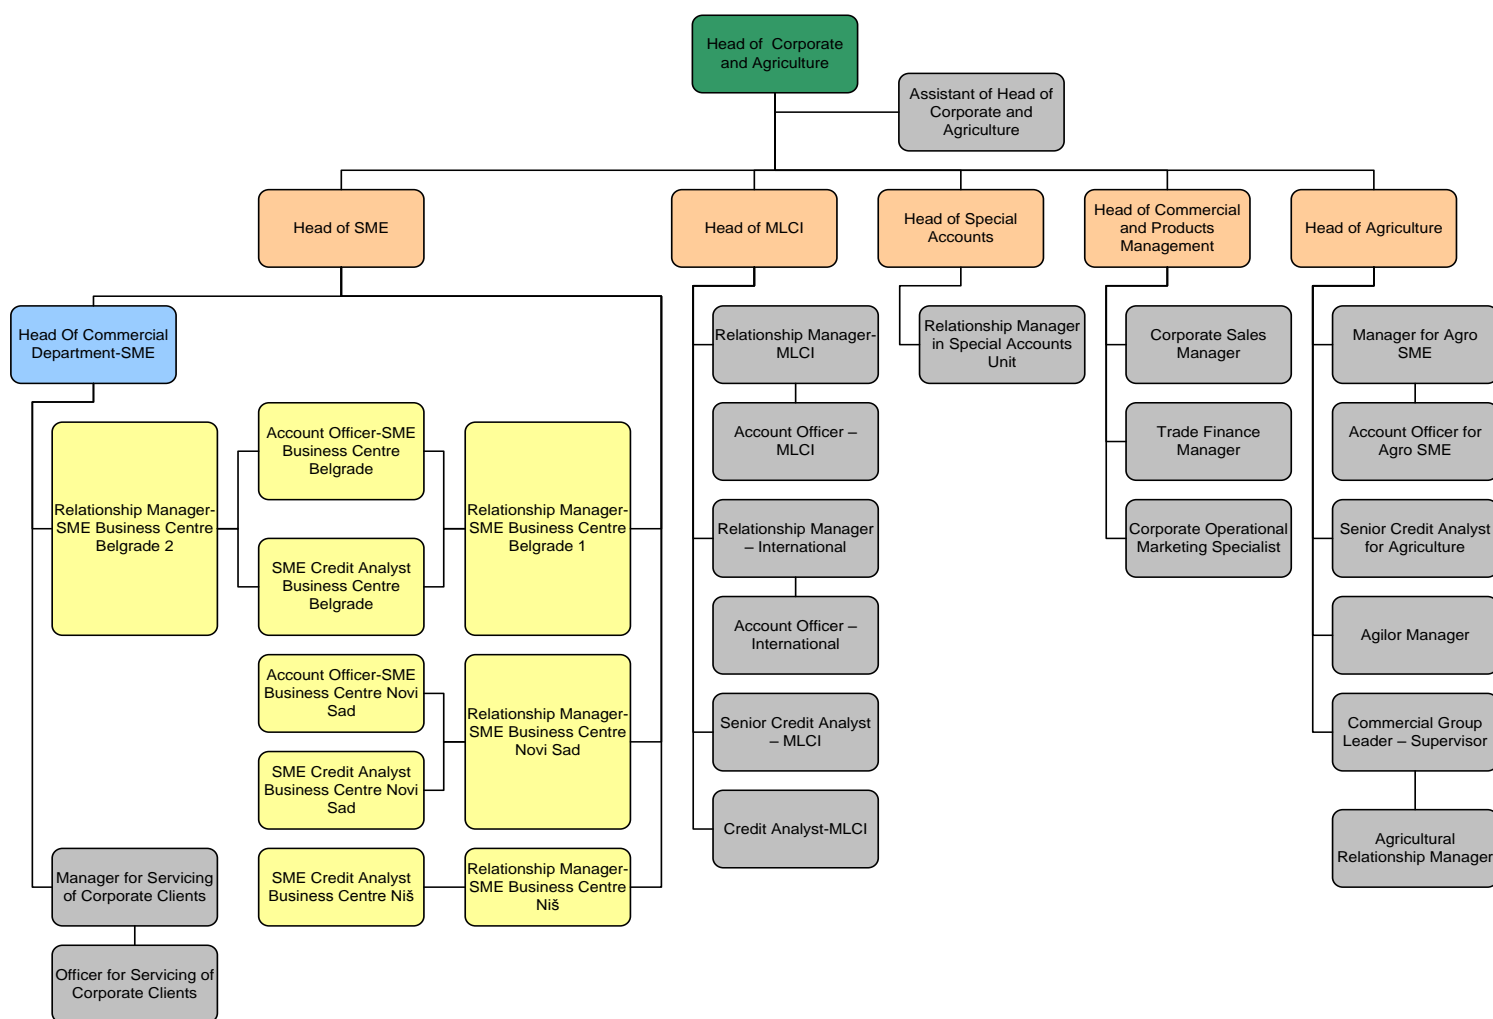 Head of Corporate
and Agriculture
Assistant of Head of
Corporate and
Agriculture
Head of SME
Head of MLCI
Head of Special
Accounts
Head of Commercial
and Products
Management
Head of Agriculture
Head Of Commercial
Department-SME
Relationship Manager-
SME Business Centre
Belgrade 2
Account Officer-SME
Business Centre
Belgrade
SME Credit Analyst
Business Centre
Belgrade
Relationship Manager-
SME Business Centre
Belgrade 1
Account Officer-SME
Business Centre Novi
Sad
SME Credit Analyst
Business Centre Novi
Sad
Relationship Manager-
SME Business Centre
Novi Sad
SME Credit Analyst
Business Centre Niš
Relationship Manager-
SME Business Centre
Niš
Manager for Servicing
of Corporate Clients
Officer for Servicing of
Corporate Clients
Relationship Manager-
MLCI
Account Officer –
MLCI
Relationship Manager
– International
Account Officer –
International
Senior Credit Analyst
– MLCI
Credit Analyst-MLCI
Relationship Manager
in Special Accounts
Unit
Corporate Sales
Manager
Trade Finance
Manager
Corporate Operational
Marketing Specialist
Manager for Agro
SME
Account Officer for
Agro SME
Senior Credit Analyst
for Agriculture
Agilor Manager
Commercial Group
Leader – Supervisor
Agricultural
Relationship Manager